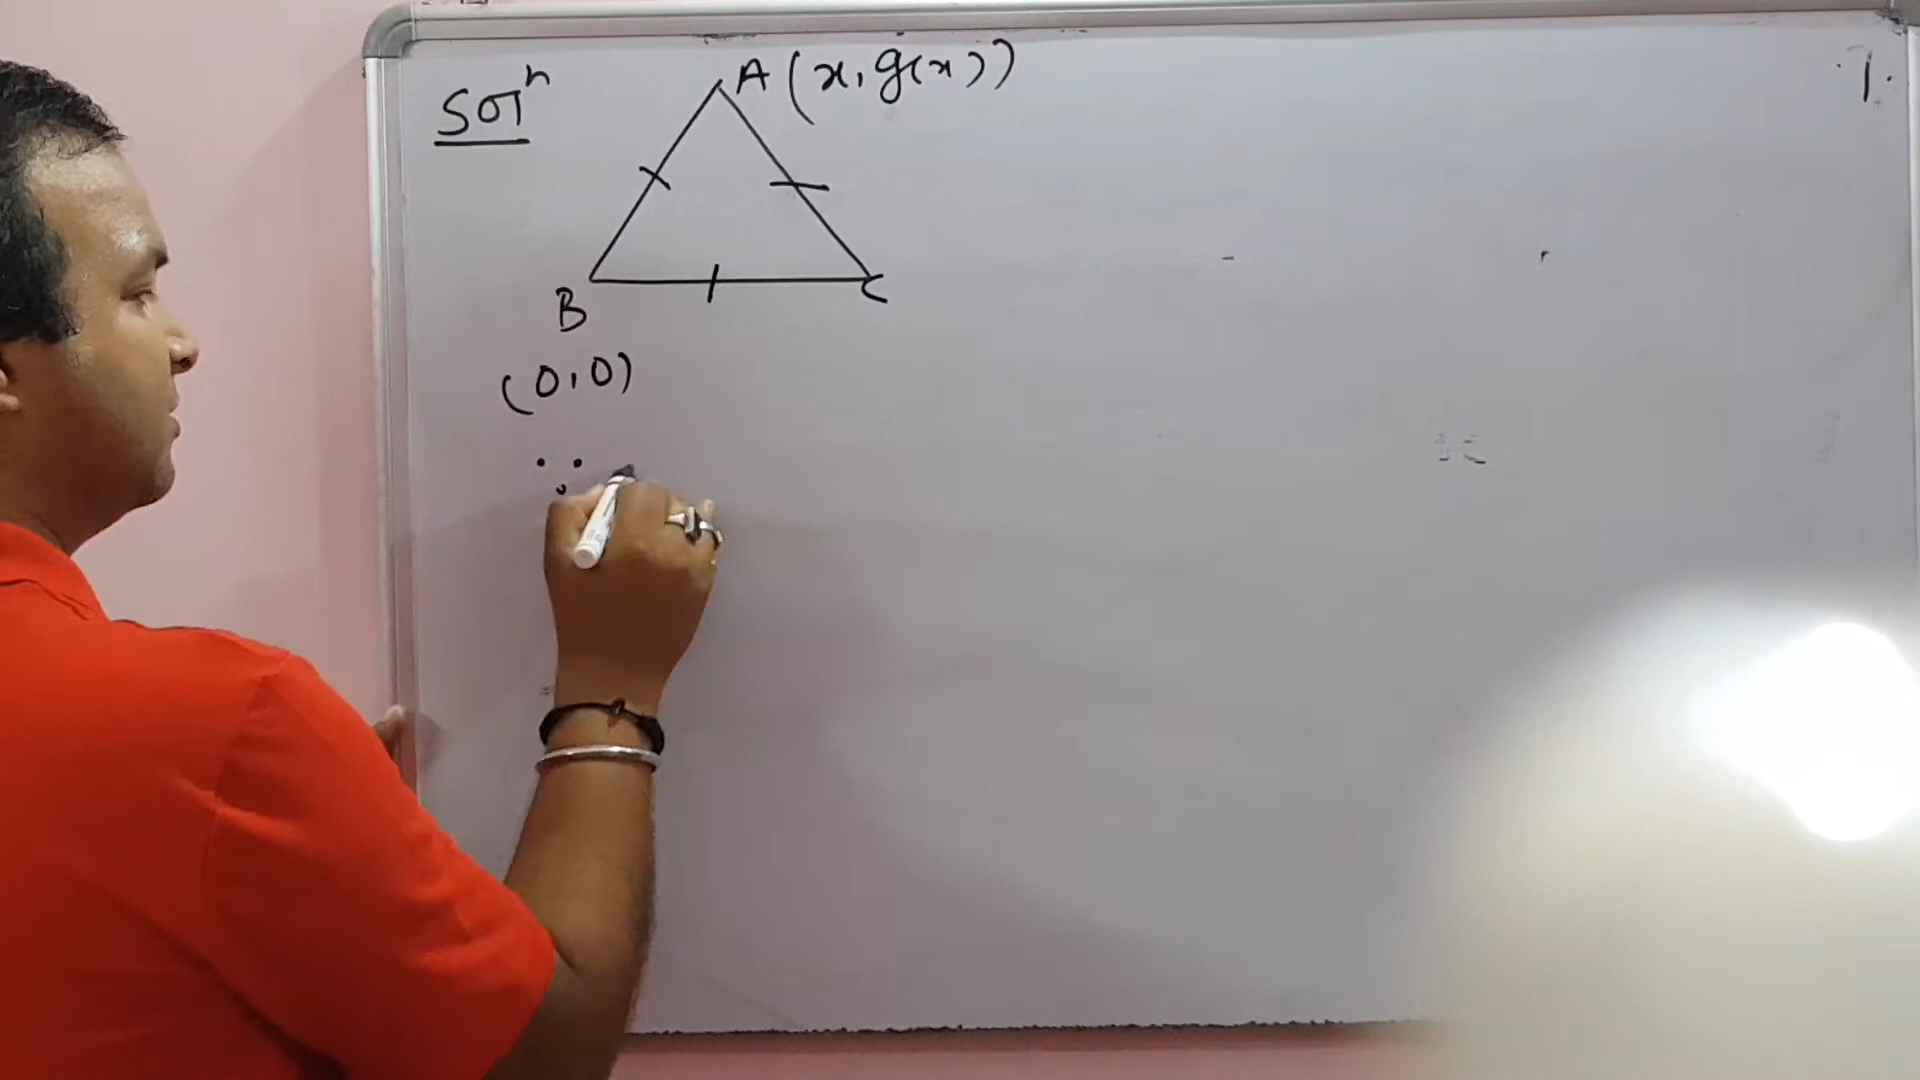 Solⁿ
A (x, g(x))
B
C
(0,0)
∵